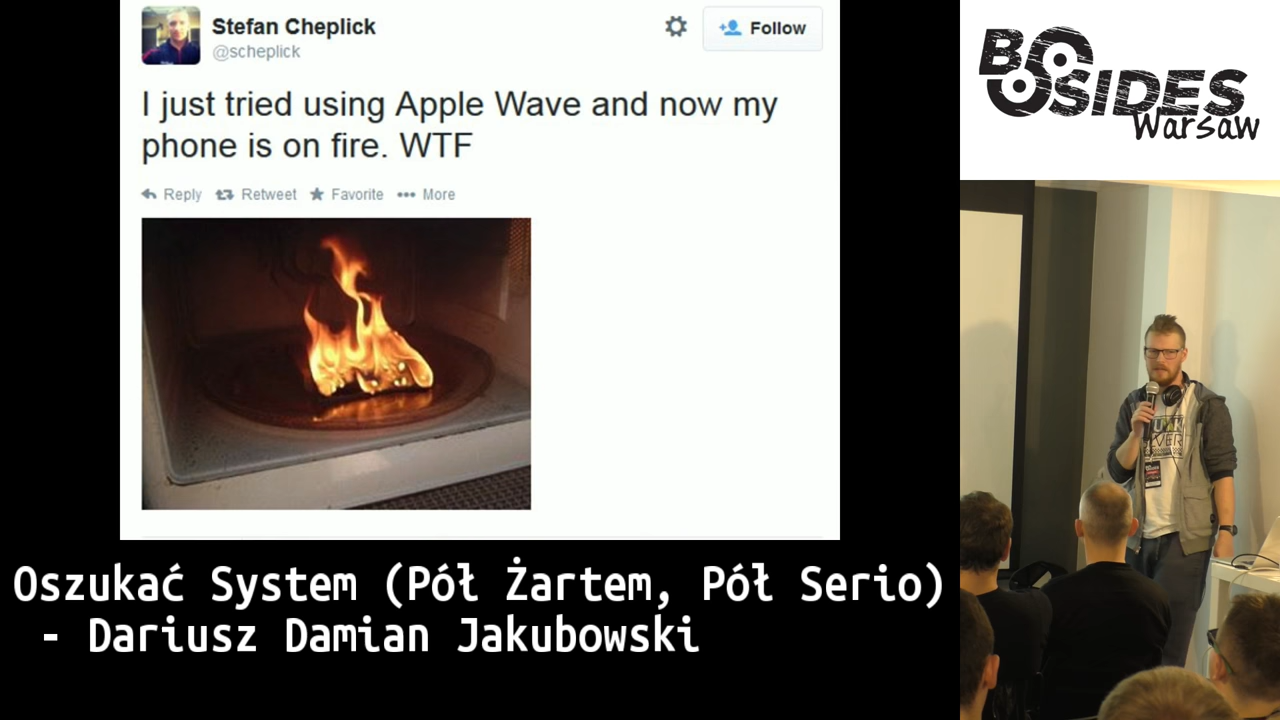 Stefan Cheplick
@scheplick
Follow
I just tried using Apple Wave and now my
phone is on fire. WTF
Reply Retweet Favorite More
BSIDES
Warsaw
Oszukać System (Pół Żartem, Pół Serio)
- Dariusz Damian Jakubowski